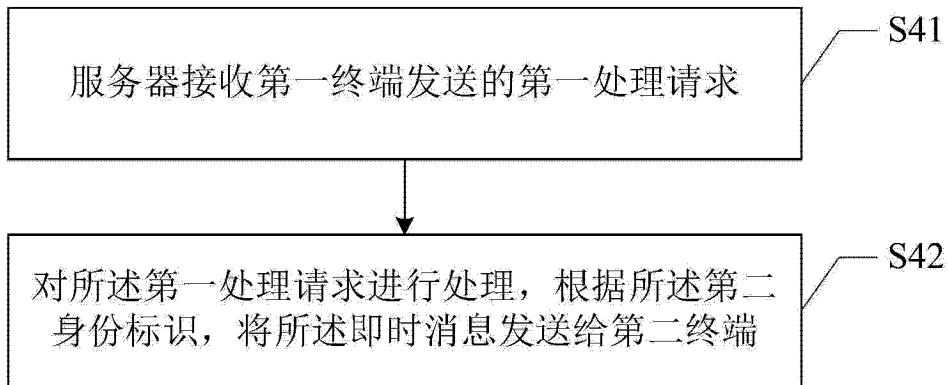 服务器接收第一终端发送的第一处理请求
S41
对所述第一处理请求进行处理，根据所述第二
身份标识，将所述即时消息发送给第二终端
S42